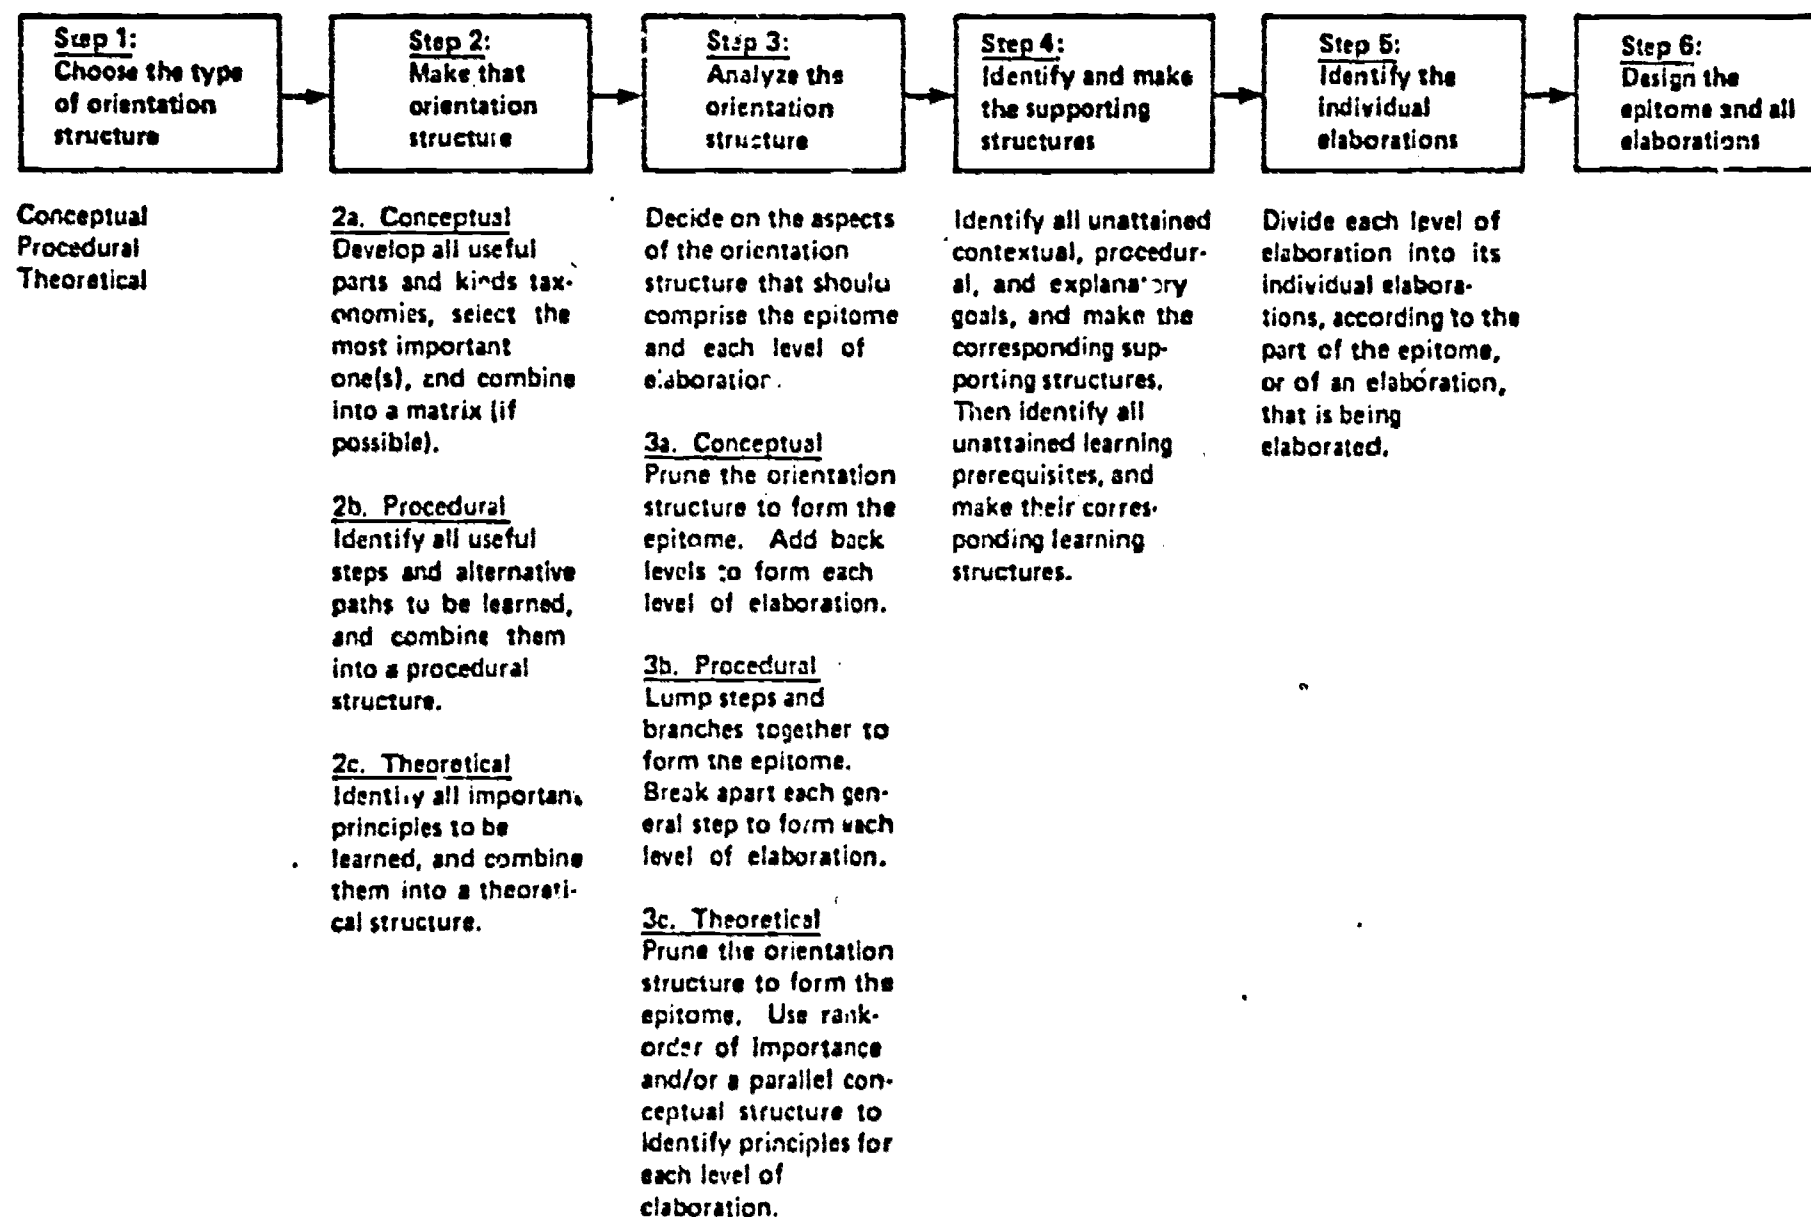 Step 1:
Choose the type
of orientation
structure
Step 2:
Make that
orientation
structure
Step 3:
Analyze the
orientation
structure
Step 4:
Identify and make
the supporting
structures
Step 5:
Identify the
individual
elaborations
Step 6:
Design the
epitome and all
elaborations
Conceptual
Procedural
Theoretical
2a. Conceptual
Develop all useful
parts and kinds tax-
onomies, select the
most important
one(s), and combine
into a matrix (if
possible).
2b. Procedural
Identify all useful
steps and alternative
paths to be learned,
and combine them
into a procedural
structure.
2c. Theoretical
Identify all important
principles to be
learned, and combine
them into a theoreti-
cal structure.
Decide on the aspects
of the orientation
structure that should
comprise the epitome
and each level of
elaboration.
3a. Conceptual
Prune the orientation
structure to form the
epitome. Add back
levels to form each
level of elaboration.
3b. Procedural
Lump steps and
branches together to
form the epitome.
Break apart each gen-
eral step to form each
level of elaboration.
3c. Theoretical
Prune the orientation
structure to form the
epitome. Use rank-
order of importance
and/or a parallel con-
ceptual structure to
identify principles for
each level of
elaboration.
Identify all unattained
contextual, procedur-
al, and explanatory
goals, and make the
corresponding sup-
porting structures.
Then identify all
unattained learning
prerequisites, and
make their corres-
ponding learning
structures.
Divide each level of
elaboration into its
individual elabora-
tions, according to the
part of the epitome,
or of an elaboration,
that is being
elaborated.